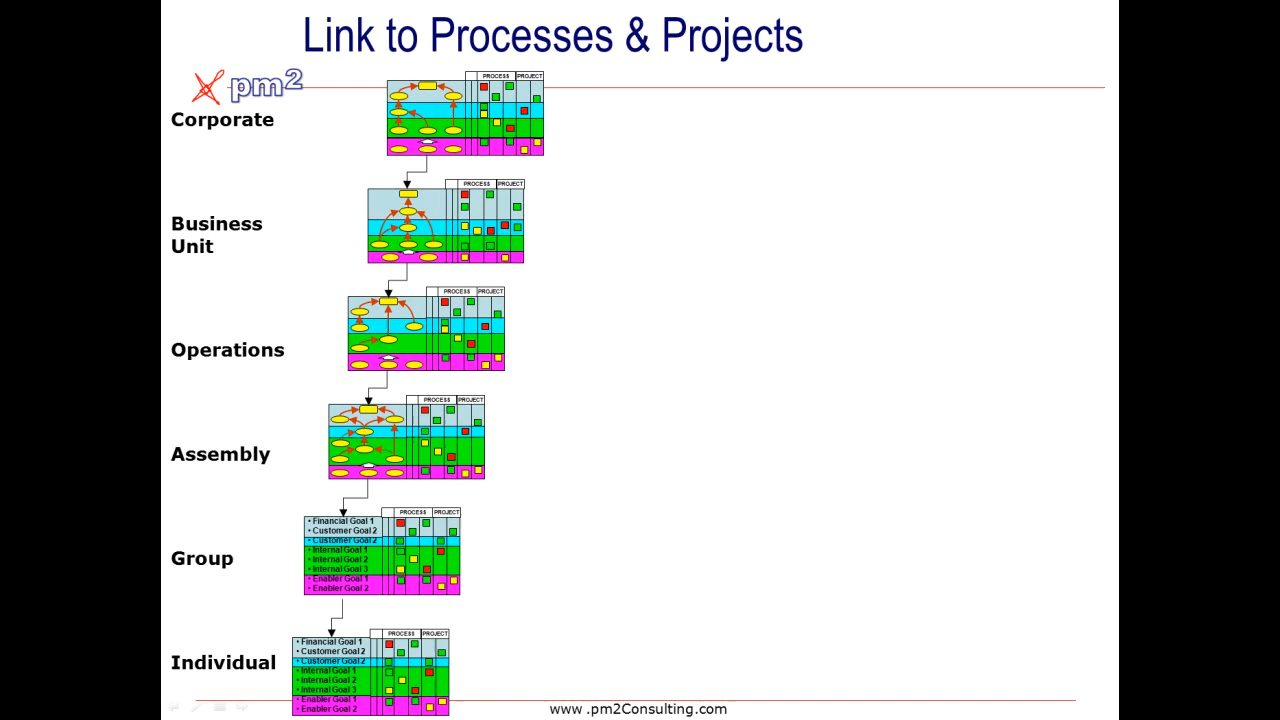 Link to Processes & Projects
pm2
PROCESS PROJECT
Corporate
PROCESS PROJECT
Business
Unit
PROCESS PROJECT
Operations
PROCESS PROJECT
Assembly
PROCESS PROJECT
• Financial Goal 1
• Customer Goal 2
• Customer Goal 2
• Internal Goal 1
• Internal Goal 2
• Internal Goal 3
• Enabler Goal 1
• Enabler Goal 2
Group
PROCESS PROJECT
• Financial Goal 1
• Customer Goal 2
• Customer Goal 2
• Internal Goal 1
• Internal Goal 2
• Internal Goal 3
• Enabler Goal 1
• Enabler Goal 2
Individual
www .pm2Consulting.com